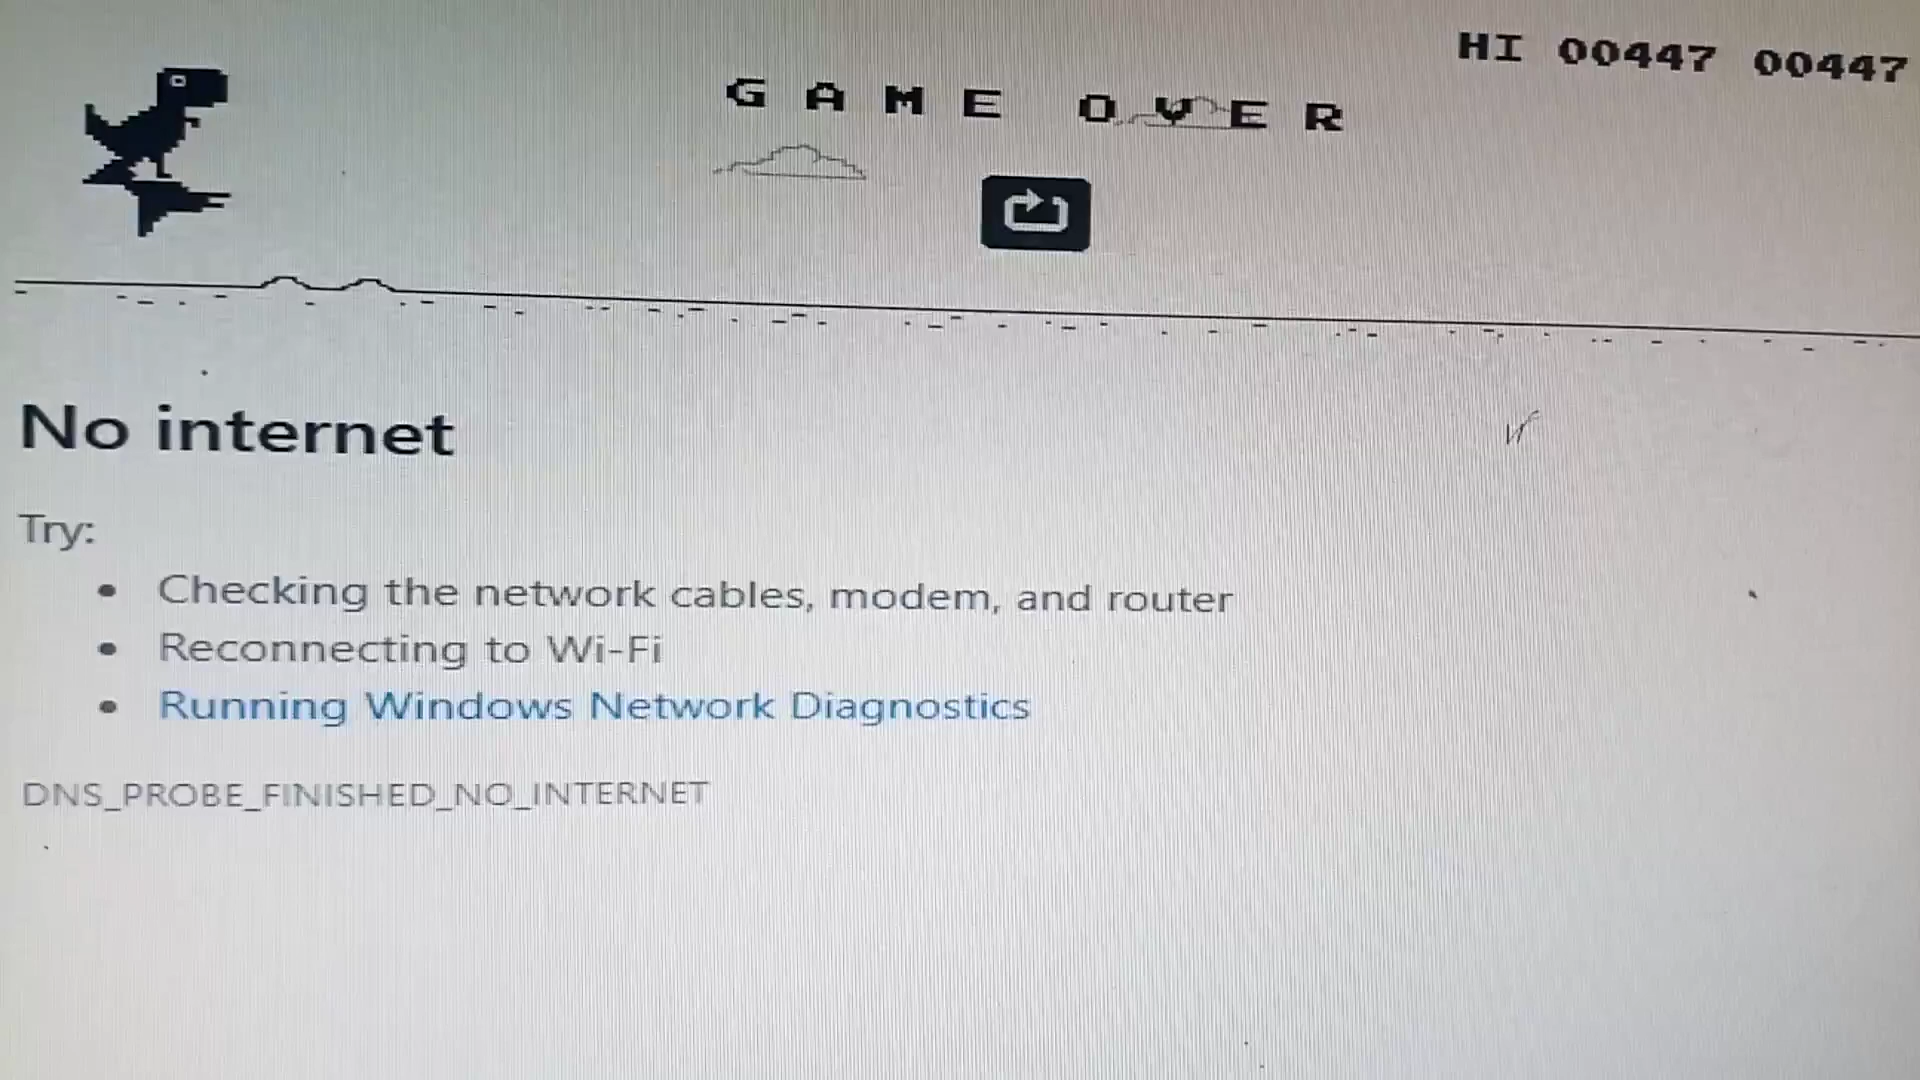 HI 00447 00447
GAME OVER
No internet
Try:
Checking the network cables, modem, and router
Reconnecting to Wi-Fi
Running Windows Network Diagnostics
DNS_PROBE_FINISHED_NO_INTERNET